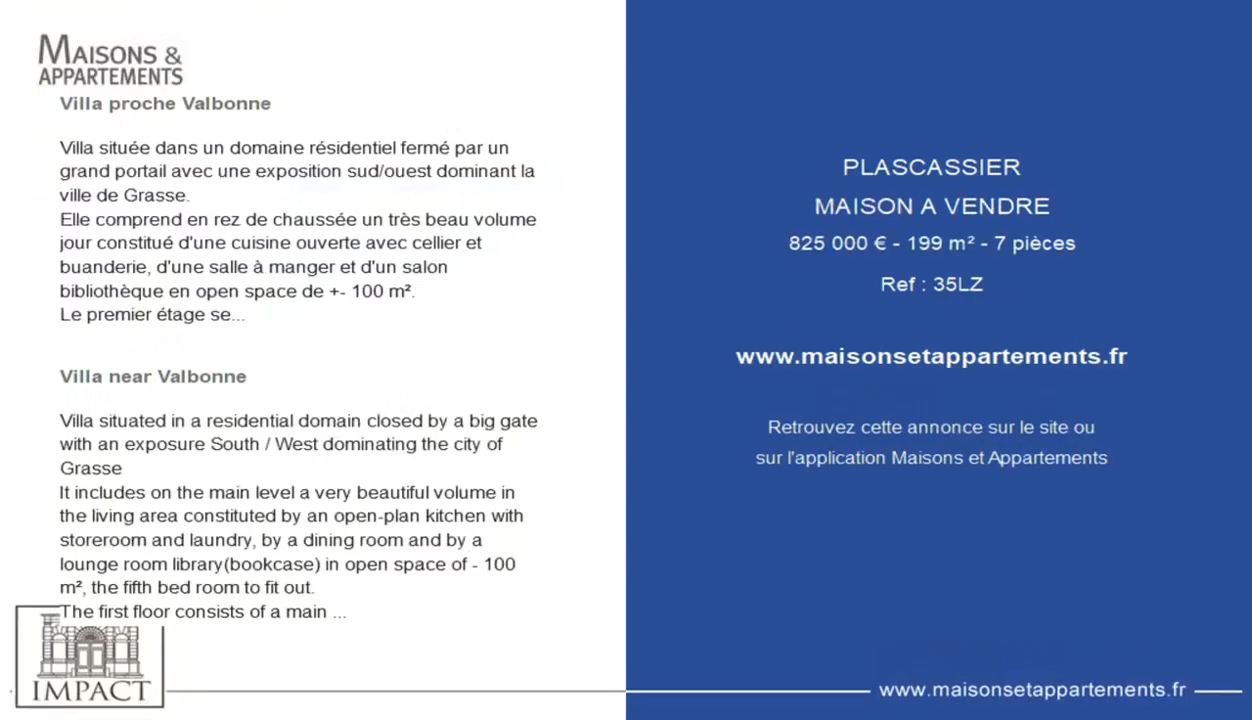 MAISONS &
APPARTEMENTS
Villa proche Valbonne
Villa située dans un domaine résidentiel fermé par un
grand portail avec une exposition sud/ouest dominant la
ville de Grasse.
Elle comprend en rez de chaussée un très beau volume
jour constitué d'une cuisine ouverte avec cellier et
buanderie, d'une salle à manger et d'un salon
bibliothèque en open space de +- 100 m².
Le premier étage se...
Villa near Valbonne
Villa situated in a residential domain closed by a big gate
with an exposure South / West dominating the city of
Grasse
It includes on the main level a very beautiful volume in
the living area constituted by an open-plan kitchen with
storeroom and laundry, by a dining room and by a
lounge room library(bookcase) in open space of - 100
m², the fifth bed room to fit out.
The first floor consists of a main ...
IMPACT
PLASCASSIER
MAISON A VENDRE
825 000 € - 199 m² - 7 pièces
Ref : 35LZ
www.maisonsetappartements.fr
Retrouvez cette annonce sur le site ou
sur l'application Maisons et Appartements
www.maisonsetappartements.fr